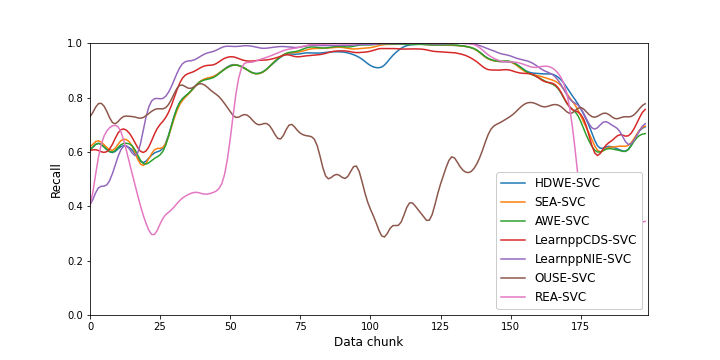 1.0
0.8
0.6
0.4
0.2
0.0
Recall
0
25
50
75
100
125
150
175
Data chunk
HDWE-SVC
SEA-SVC
AWE-SVC
LearnppCDS-SVC
LearnppNIE-SVC
OUSE-SVC
REA-SVC